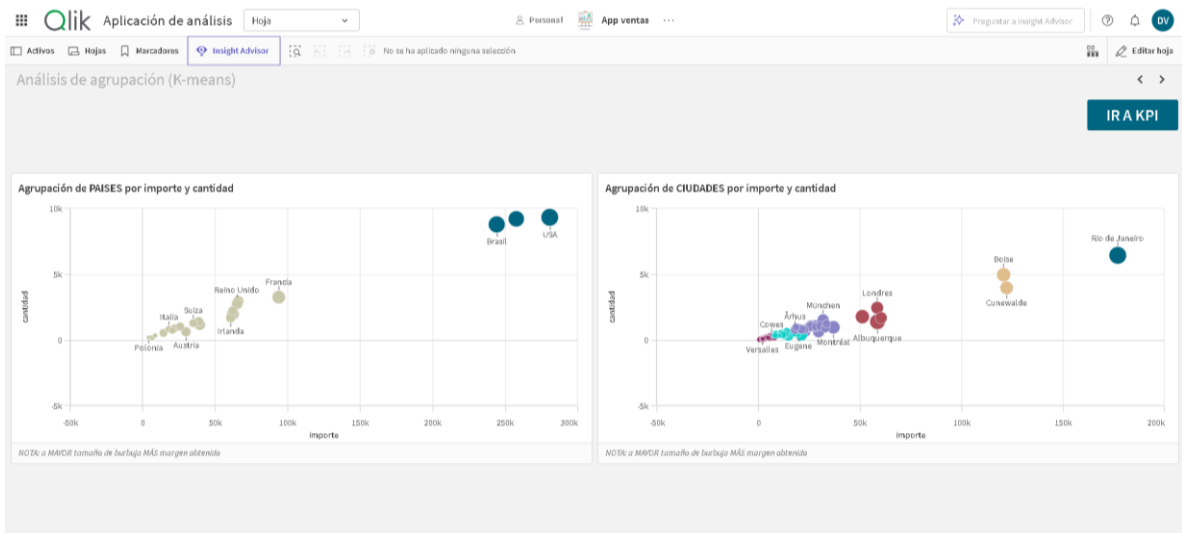 Qlik Aplicación de análisis Hoja Personal App ventas ... Preguntar a Insight Advisor DV
Activos Hojas Marcadores Insight Advisor No se ha aplicado ninguna selección Editar hoja
Análisis de agrupación (K-means)
IR A KPI
Agrupación de PAISES por importe y cantidad
10k
5k
0
-5k
cantidad
Brasil
USA
Francia
Reino Unido
Suiza
Italia
Irlanda
Polonia
Austria
-50k 0 50k 100k 150k 200k 250k 300k
importe
NOTA: a MAYOR tamaño de burbuja MÁS margen obtenido
Agrupación de CIUDADES por importe y cantidad
10k
5k
0
-5k
cantidad
Rio de Janeiro
Boise
Cunewalde
Londres
München
Århus
Cowes
Albuquerque
Montréal
Eugene
Versalles
-50k 0 50k 100k 150k 200k
importe
NOTA: a MAYOR tamaño de burbuja MÁS margen obtenido